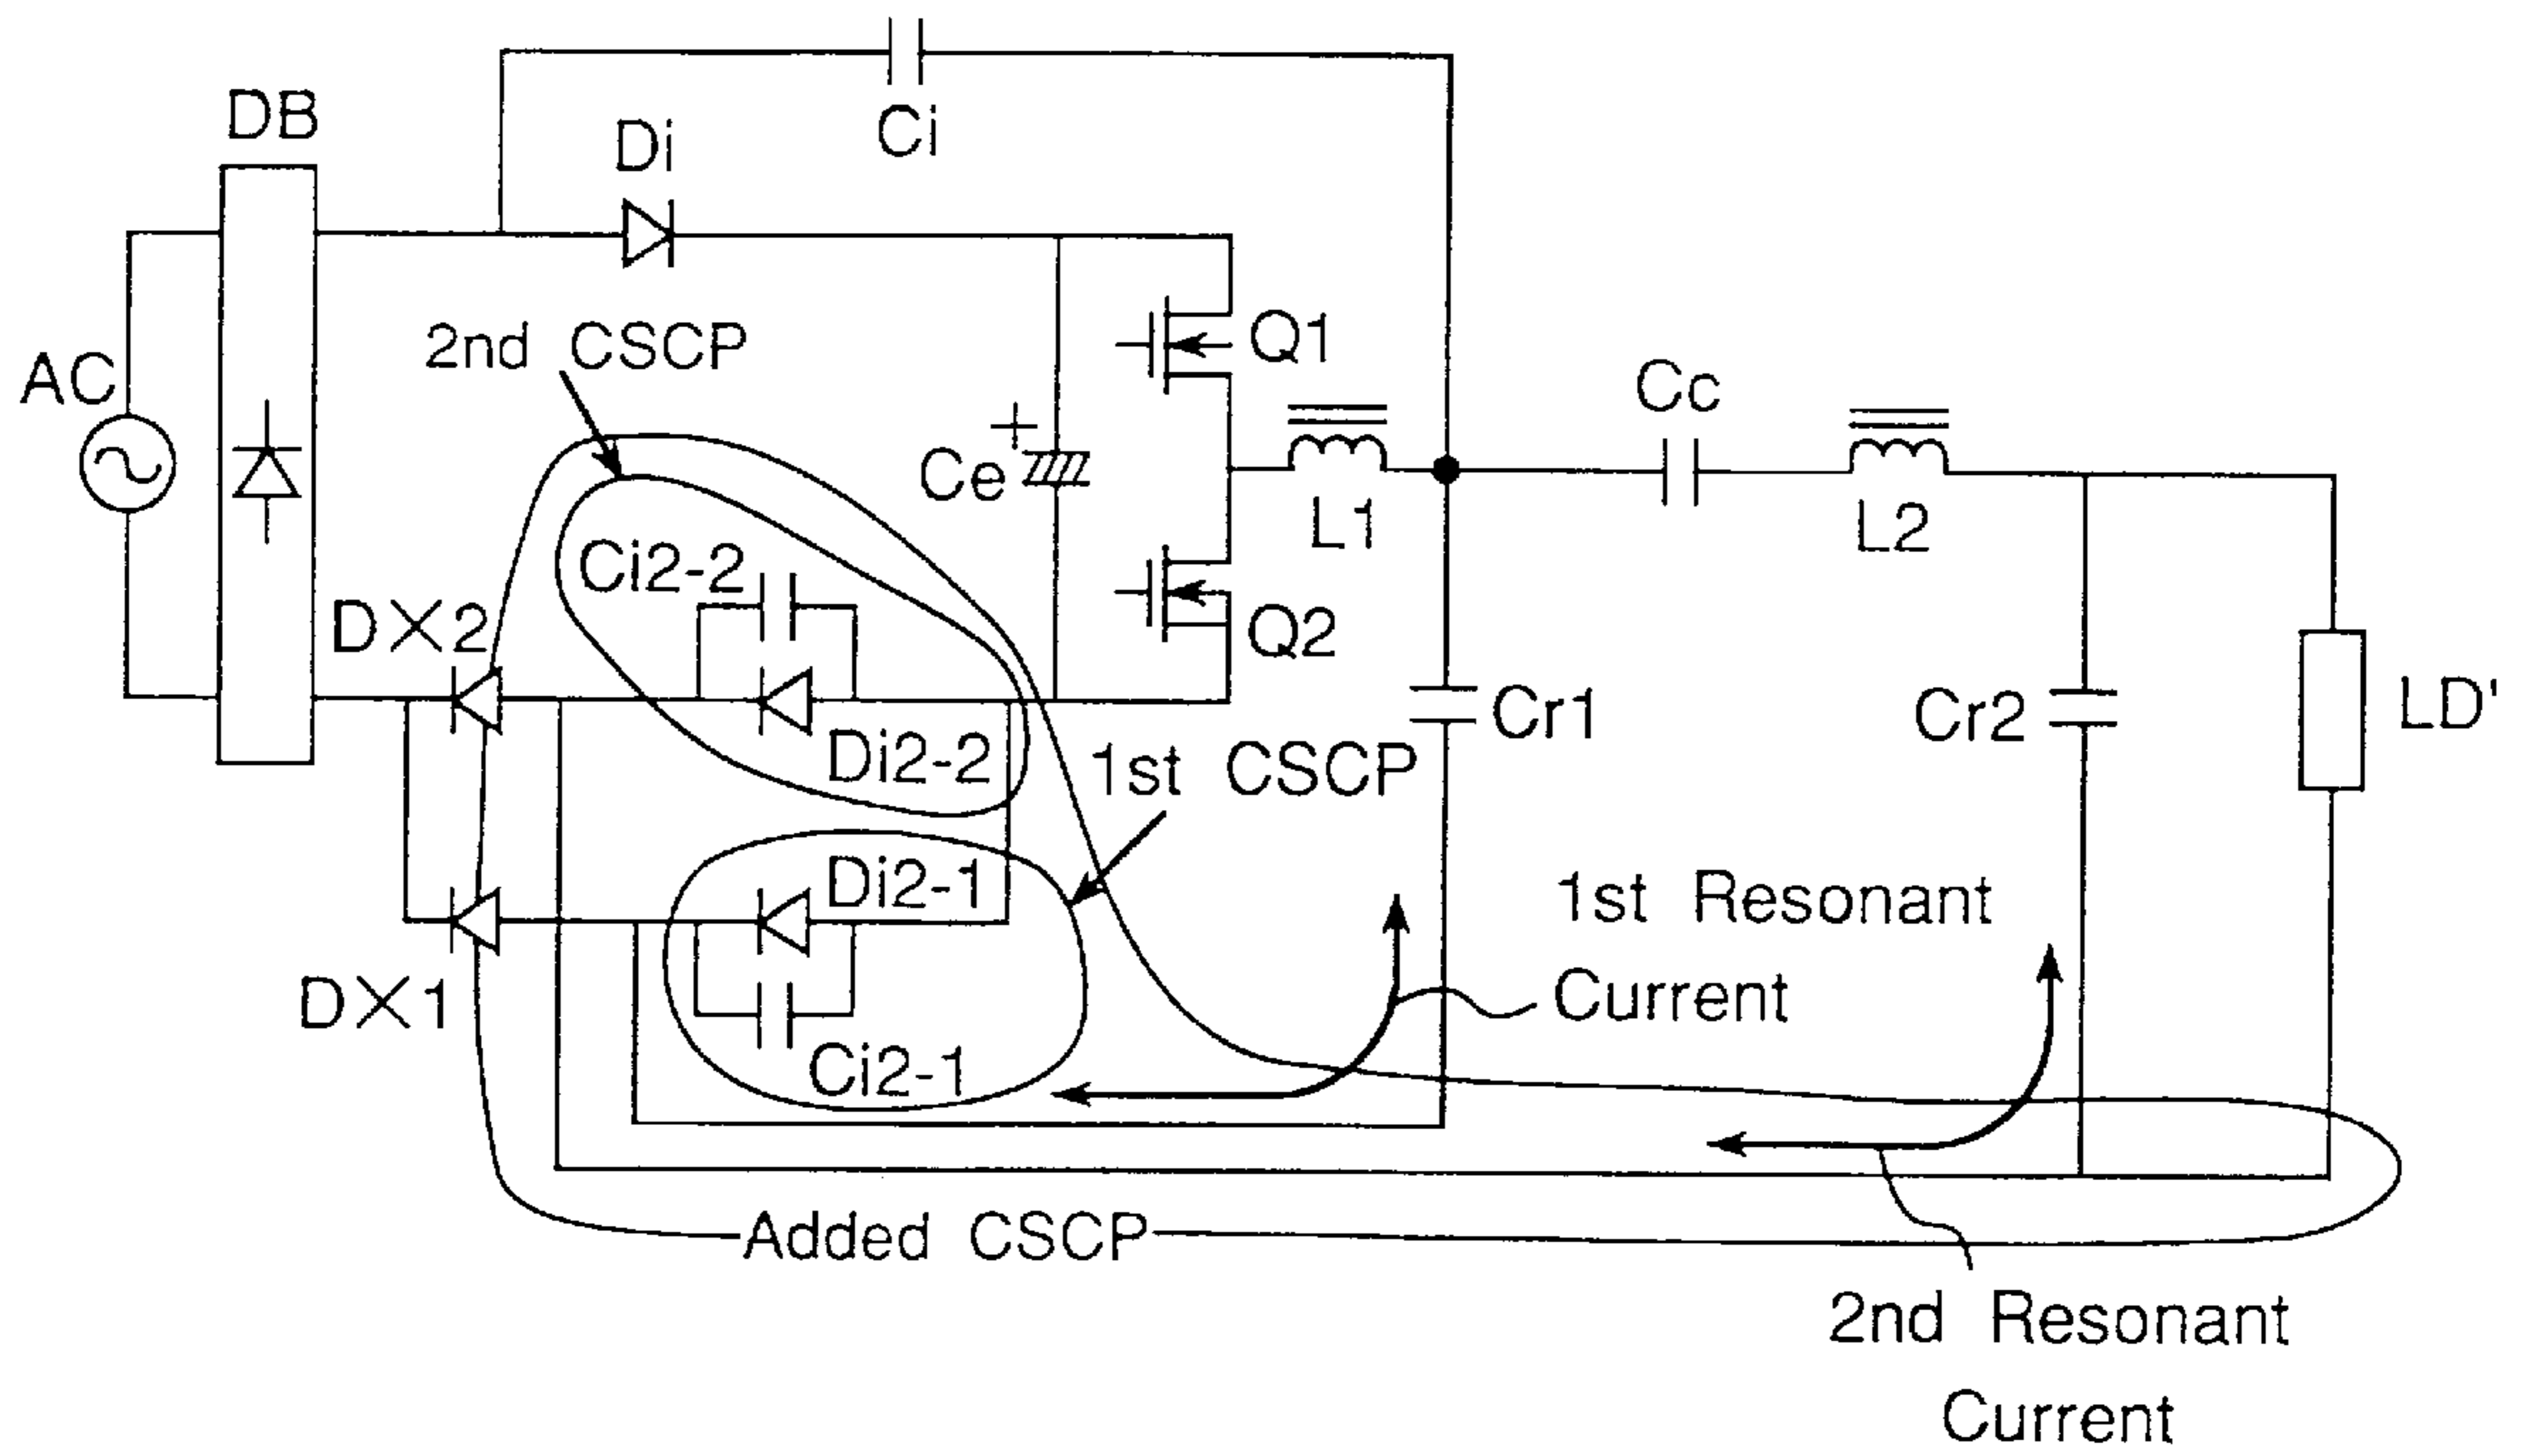 Ci
DB
Di
2nd CSCP
Q1
AC
Cc
+
Ce
L1
L2
Ci2-2
DX2
Q2
Cr1
Cr2
LD'
Di2-2
1st CSCP
Di2-1
1st Resonant
Current
DX1
Ci2-1
Added CSCP
2nd Resonant
Current